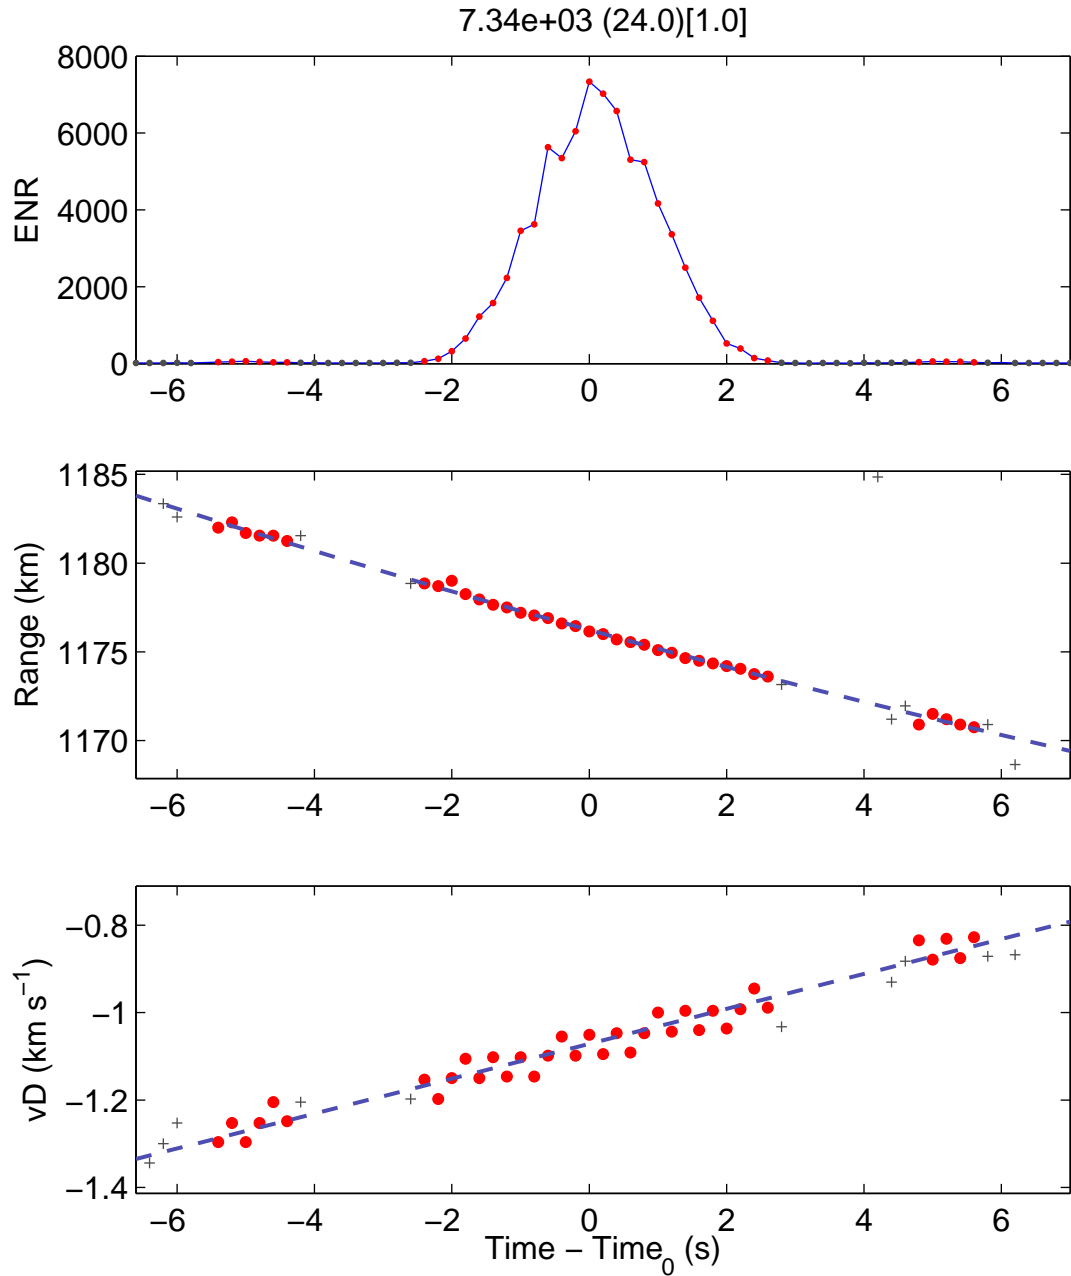 7.34e+03 (24.0)[1.0]
8000
6000
4000
2000
0
ENR
−6 −4 −2 0 2 4 6
1185
1180
1175
1170
Range (km)
−6 −4 −2 0 2 4 6
−0.8
−1
−1.2
−1.4
vD (km s⁻¹)
−6 −4 −2 0 2 4 6
Time − Time₀ (s)